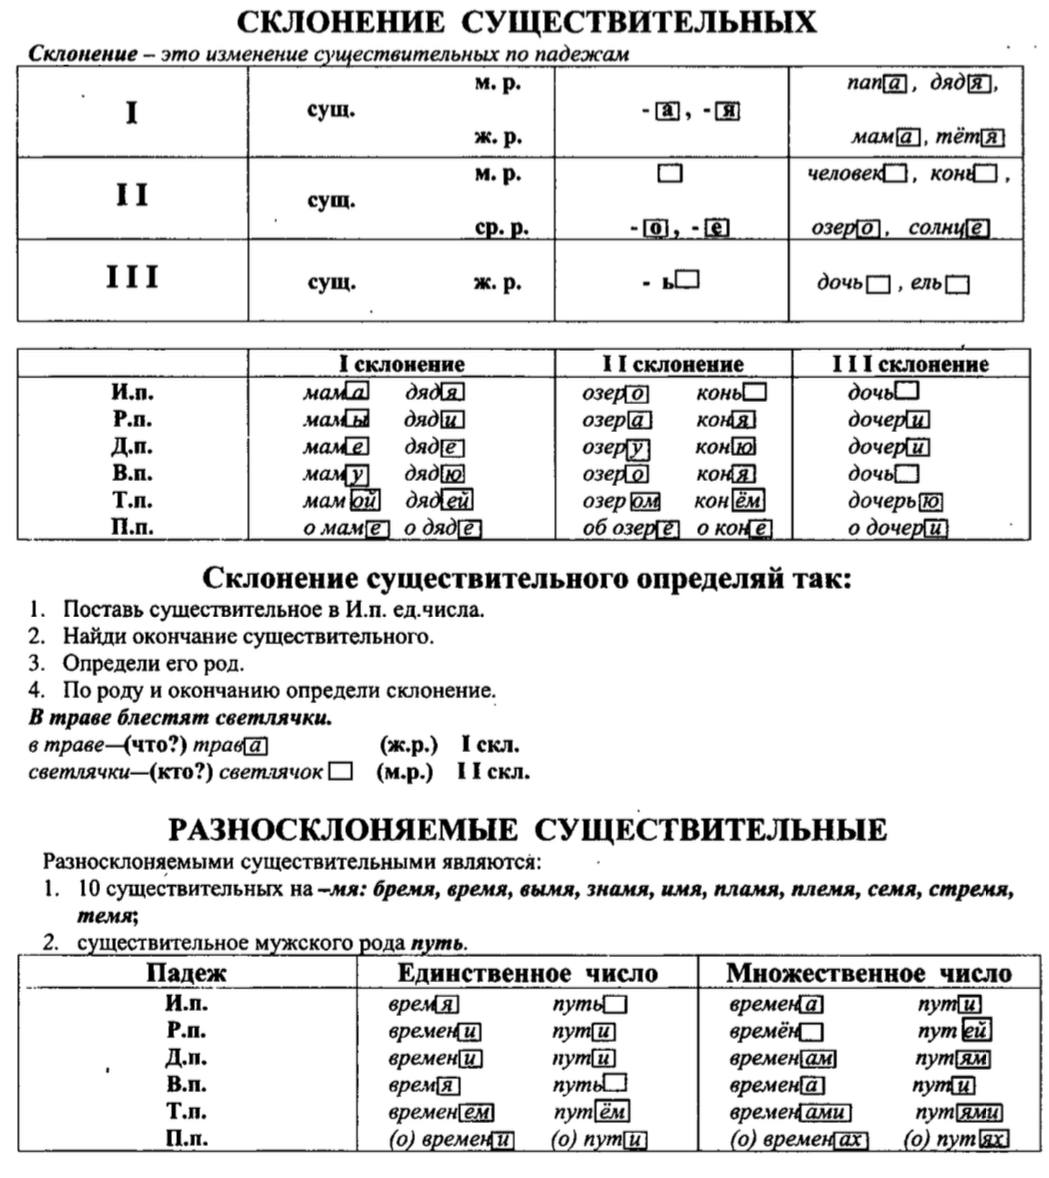 СКЛОНЕНИЕ СУЩЕСТВИТЕЛЬНЫХ
Склонение – это изменение существительных по падежам
I сущ. м. р. ж. р. - а, - я папа, дядя, мама, тётя
II сущ. м. р. ср. р. - о, - е человек, конь, озеро, солнце
III сущ. ж. р. - ь дочь, ель
I склонение II склонение III склонение
И.п. мама дядя озеро конь дочь
Р.п. мамы дяди озера коня дочери
Д.п. маме дяде озеру коню дочери
В.п. маму дядю озеро коня дочь
Т.п. мамой дядей озером конём дочерью
П.п. о маме о дяде об озере о коне о дочери
Склонение существительного определяй так:
1. Поставь существительное в И.п. ед.числа.
2. Найди окончание существительного.
3. Определи его род.
4. По роду и окончанию определи склонение.
В траве блестят светлячки.
в траве—(что?) трава (ж.р.) I скл.
светлячки—(кто?) светлячок (м.р.) II скл.
РАЗНОСКЛОНЯЕМЫЕ СУЩЕСТВИТЕЛЬНЫЕ
Разносклоняемыми существительными являются:
1. 10 существительных на –мя: бремя, время, вымя, знамя, имя, пламя, племя, семя, стремя,
темя;
2. существительное мужского рода путь.
Падеж Единственное число Множественное число
И.п. время путь времена пути
Р.п. времени пути времён путей
Д.п. времени пути временам путям
В.п. время путь времена пути
Т.п. временем путём временами путями
П.п. (о) времени (о) пути (о) временах (о) путях